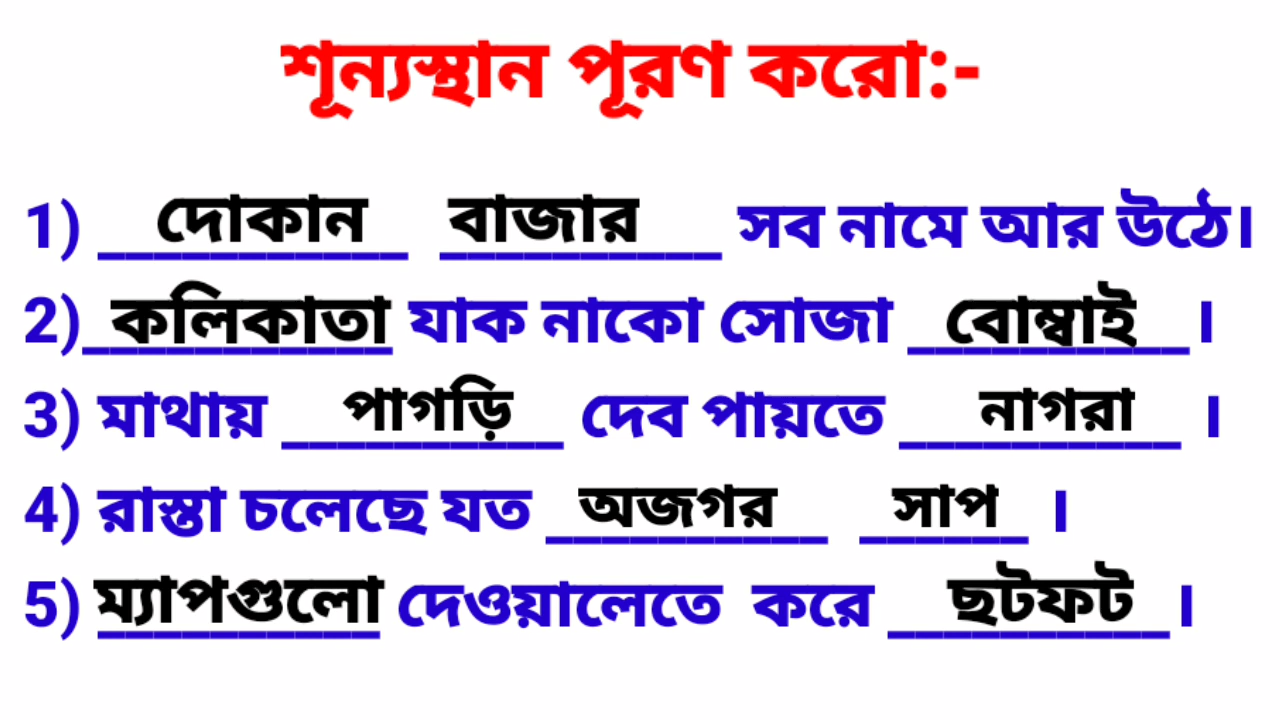 শূন্যস্থান পূরণ করো:-
1) দোকান বাজার সব নামে আর উঠে।
2) কলিকাতা যাক নাকো সোজা বোম্বাই ।
3) মাথায় পাগড়ি দেব পায়তে নাগরা ।
4) রাস্তা চলেছে যত অজগর সাপ ।
5) ম্যাপগুলো দেওয়ালেতে করে ছটফট ।